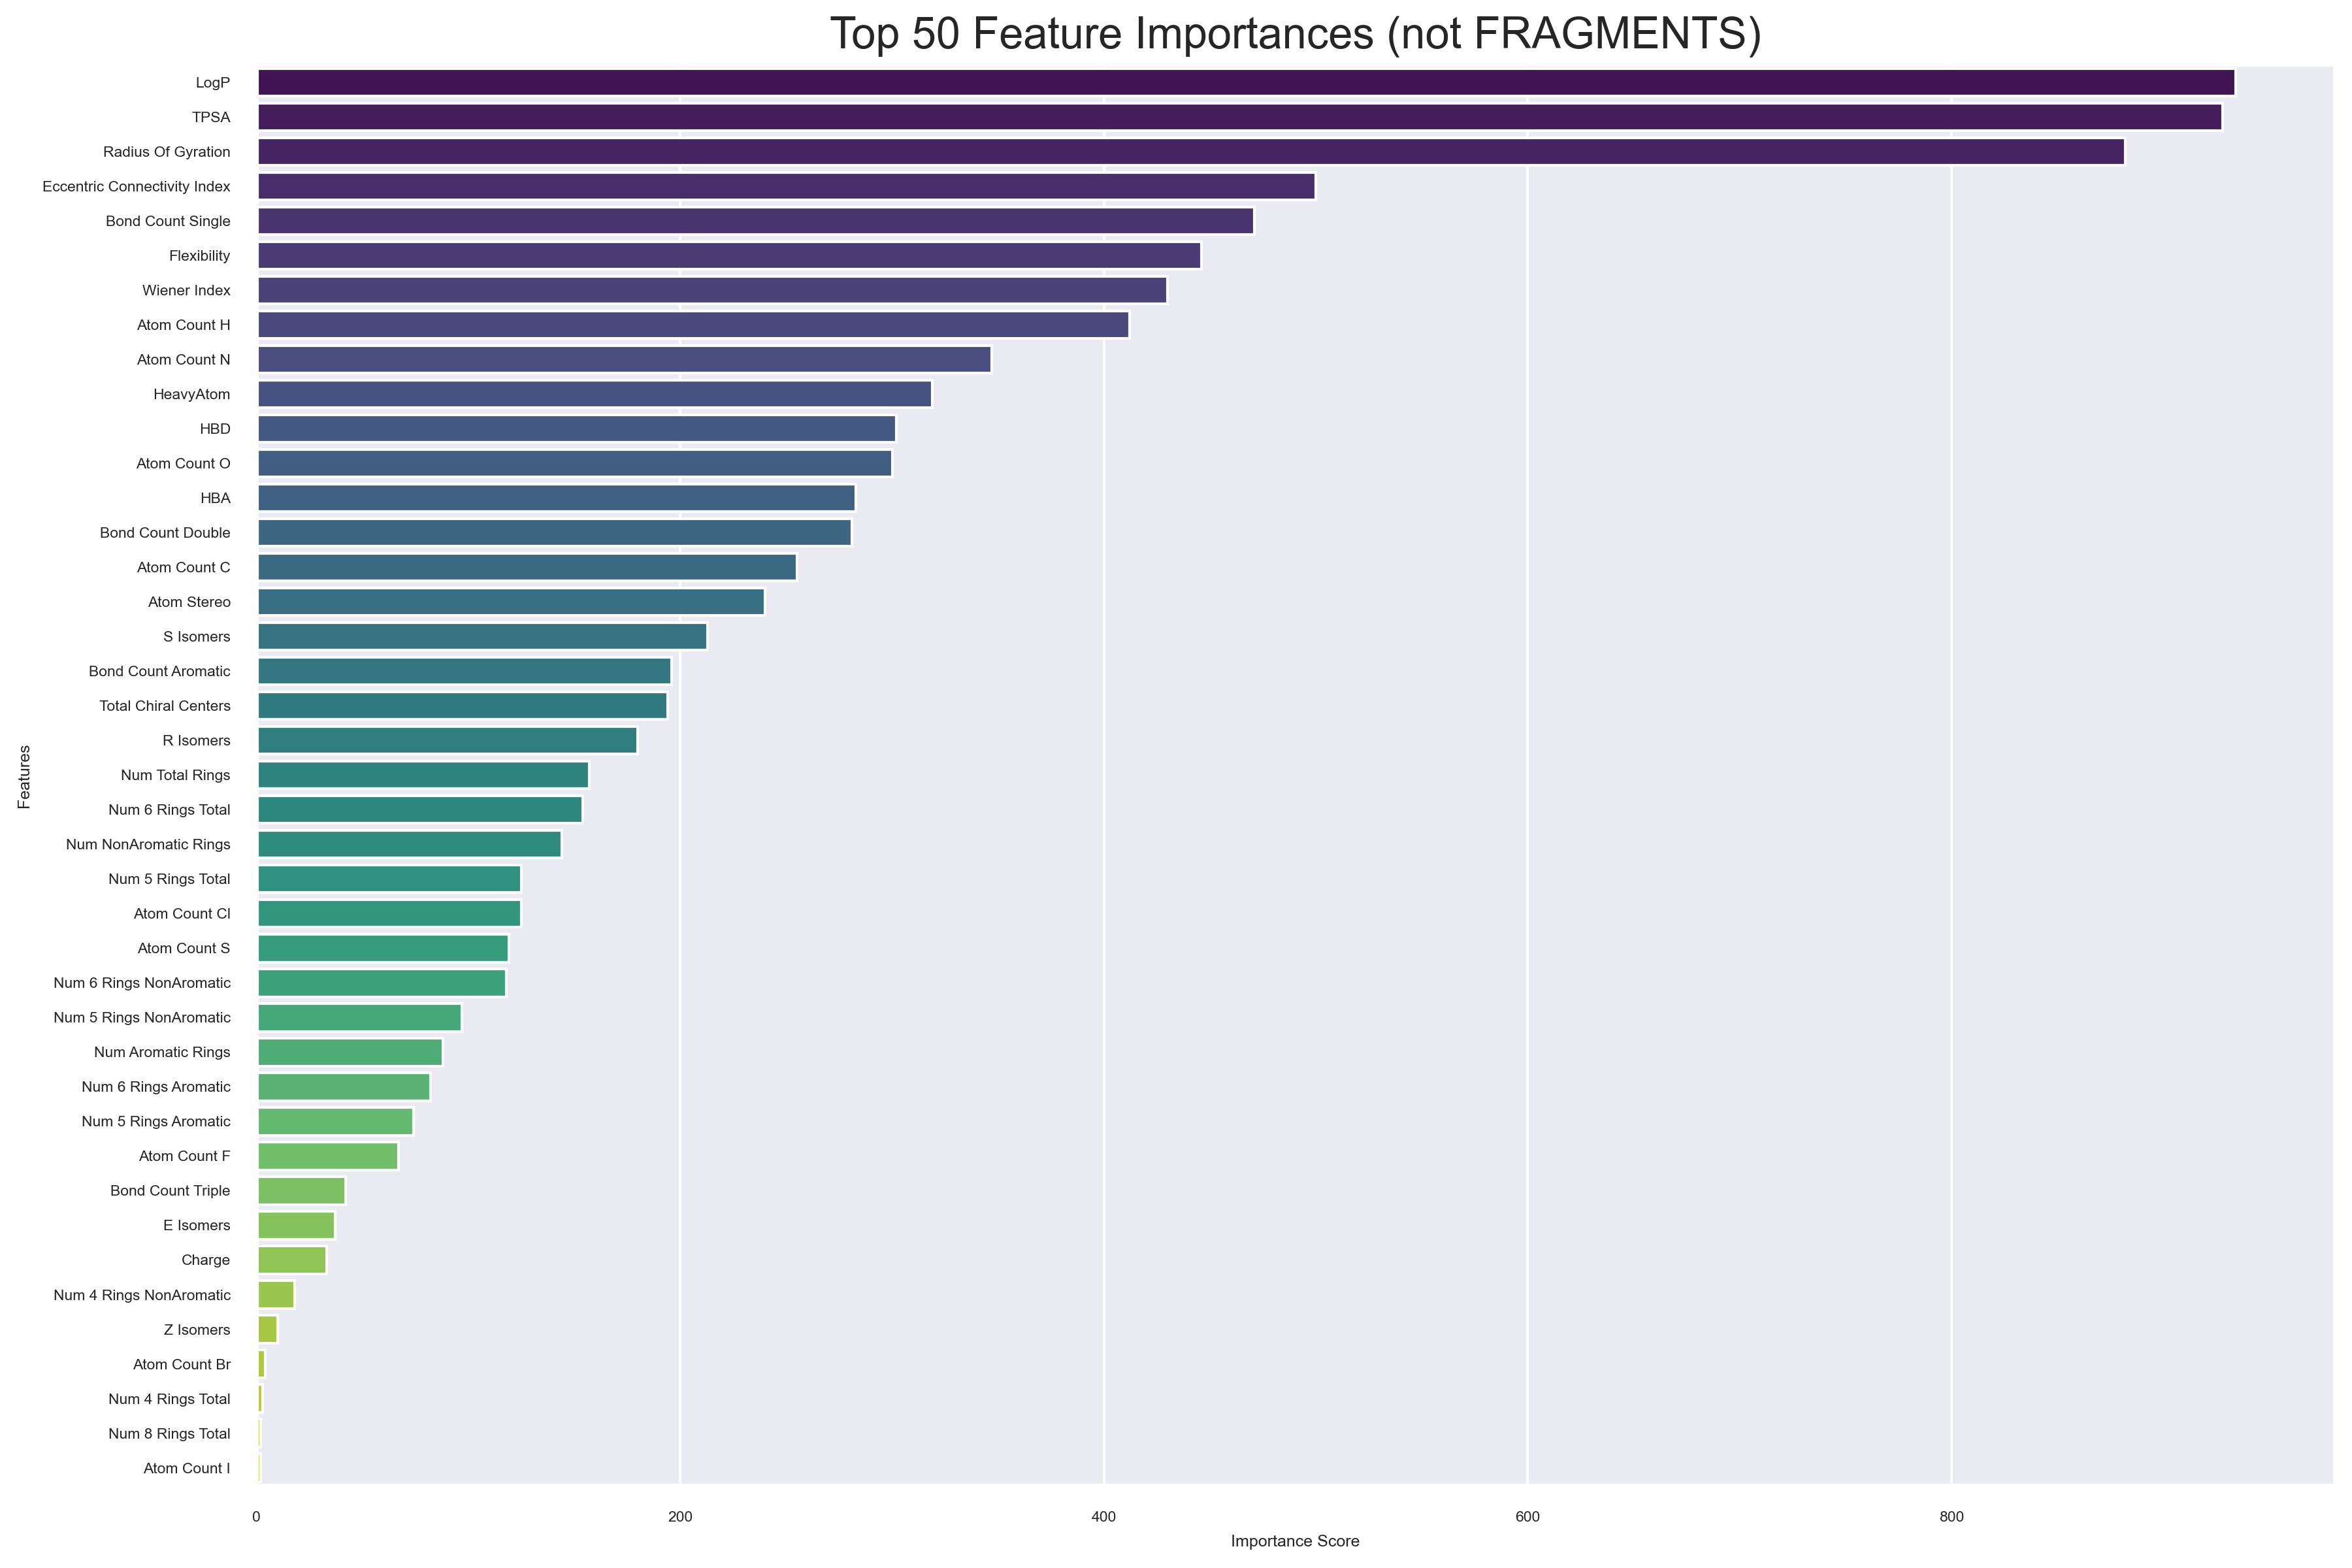 Top 50 Feature Importances (not FRAGMENTS)
LogP
TPSA
Radius Of Gyration
Eccentric Connectivity Index
Bond Count Single
Flexibility
Wiener Index
Atom Count H
Atom Count N
HeavyAtom
HBD
Atom Count O
HBA
Bond Count Double
Atom Count C
Atom Stereo
S Isomers
Bond Count Aromatic
Total Chiral Centers
R Isomers
Num Total Rings
Num 6 Rings Total
Num NonAromatic Rings
Num 5 Rings Total
Atom Count Cl
Atom Count S
Num 6 Rings NonAromatic
Num 5 Rings NonAromatic
Num Aromatic Rings
Num 6 Rings Aromatic
Num 5 Rings Aromatic
Atom Count F
Bond Count Triple
E Isomers
Charge
Num 4 Rings NonAromatic
Z Isomers
Atom Count Br
Num 4 Rings Total
Num 8 Rings Total
Atom Count I
Features
0 200 400 600 800
Importance Score